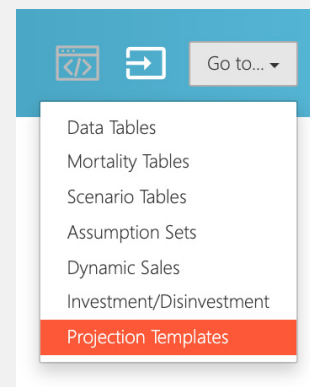 Go to...
Data Tables
Mortality Tables
Scenario Tables
Assumption Sets
Dynamic Sales
Investment/Disinvestment
Projection Templates